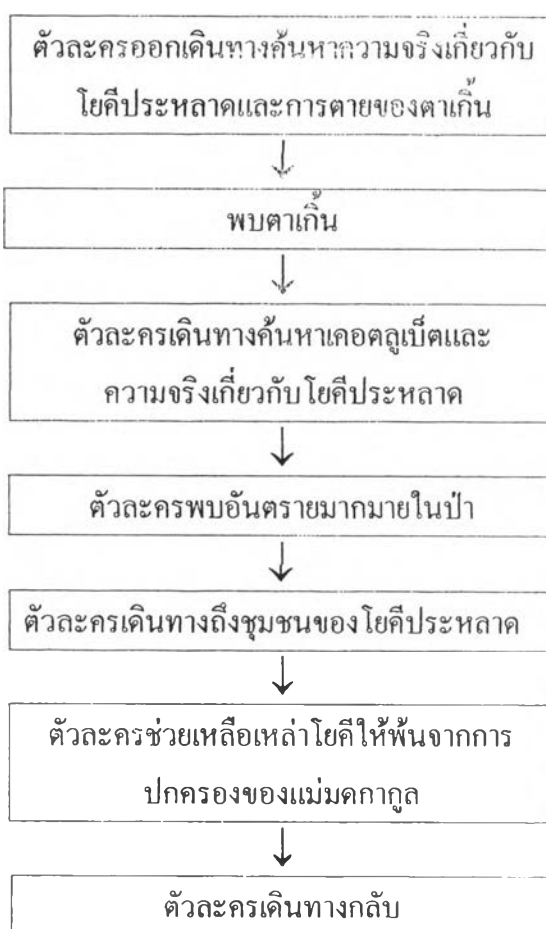 ตัวละครออกเดินทางค้นหาความจริงเกี่ยวกับ
โยคีประหลาดและการตายของตาเกิ้น
พบตาเกิ้น
ตัวละครเดินทางค้นหาเคอตลูเบ็ตและ
ความจริงเกี่ยวกับโยคีประหลาด
ตัวละครพบอันตรายมากมายในป่า
ตัวละครเดินทางถึงชุมชนของโยคีประหลาด
ตัวละครช่วยเหลือเหล่าโยคีให้พ้นจากการ
ปกครองของแม่มดกากูล
ตัวละครเดินทางกลับ